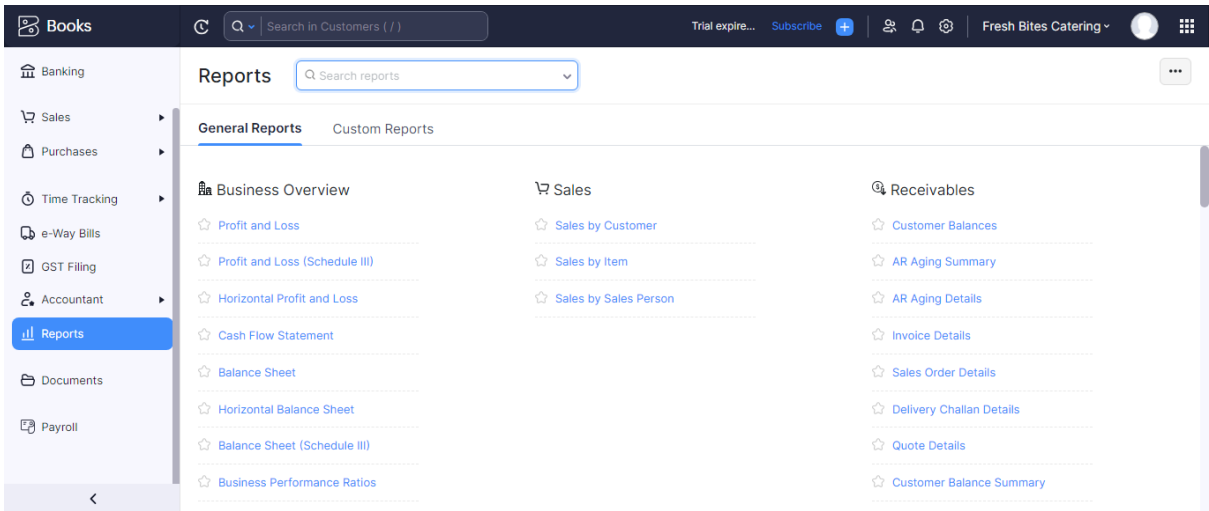 Books
Search in Customers ( / )
Trial expire...
Subscribe
Fresh Bites Catering
Banking
Sales
Purchases
Time Tracking
e-Way Bills
GST Filing
Accountant
Reports
Documents
Payroll
Reports
Search reports
General Reports
Custom Reports
Business Overview
Profit and Loss
Profit and Loss (Schedule III)
Horizontal Profit and Loss
Cash Flow Statement
Balance Sheet
Horizontal Balance Sheet
Balance Sheet (Schedule III)
Business Performance Ratios
Sales
Sales by Customer
Sales by Item
Sales by Sales Person
Receivables
Customer Balances
AR Aging Summary
AR Aging Details
Invoice Details
Sales Order Details
Delivery Challan Details
Quote Details
Customer Balance Summary